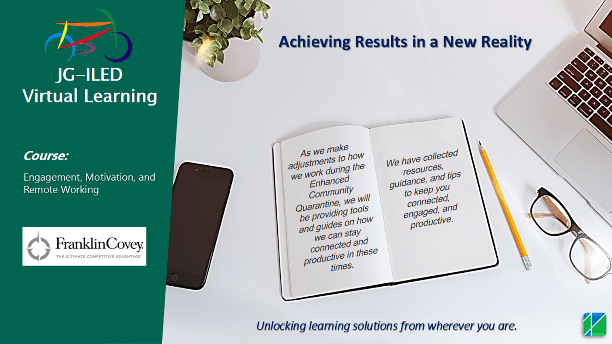 JG-ILED
Virtual Learning
Course:
Engagement, Motivation, and
Remote Working
FranklinCovey
THE ULTIMATE COMPETITIVE ADVANTAGE
Achieving Results in a New Reality
As we make
adjustments to how
we work during the
Enhanced
Community
Quarantine, we will
be providing tools
and guides on how
we can stay
connected and
productive in these
times.
We have collected
resources,
guidance, and tips
to keep you
connected,
engaged, and
productive.
Unlocking learning solutions from wherever you are.